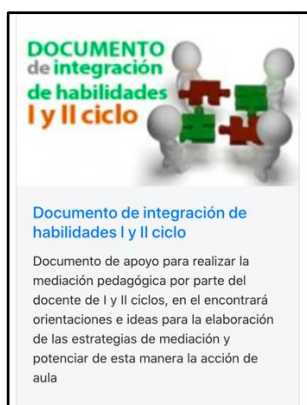 DOCUMENTO
de integración
de habilidades
I y II ciclo
Documento de integración de
habilidades I y II ciclo
Documento de apoyo para realizar la
mediación pedagógica por parte del
docente de I y II ciclos, en el encontrará
orientaciones e ideas para la elaboración
de las estrategias de mediación y
potenciar de esta manera la acción de
aula